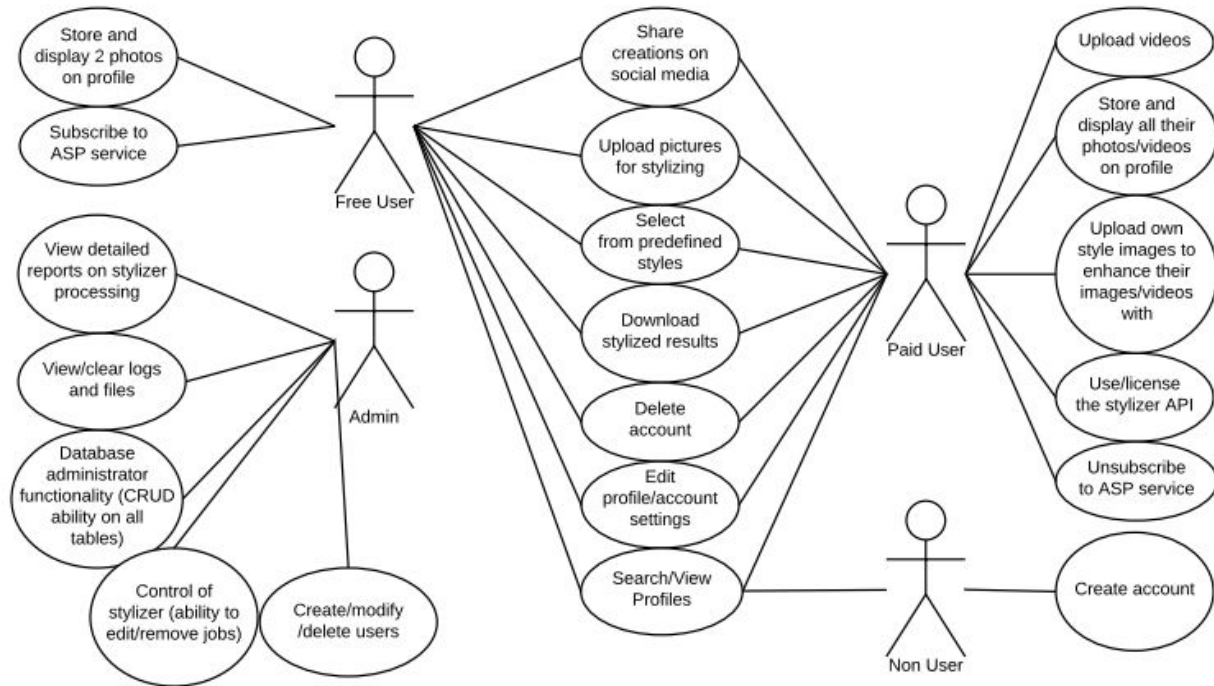 Store and
display 2 photos
on profile
Subscribe to
ASP service
Free User
View detailed
reports on stylizer
processing
View/clear logs
and files
Database
administrator
functionality (CRUD
ability on all
tables)
Control of
stylizer (ability to
edit/remove jobs)
Create/modify
/delete users
Admin
Share
creations on
social media
Upload pictures
for stylizing
Select
from predefined
styles
Download
stylized results
Delete
account
Edit
profile/account
settings
Search/View
Profiles
Paid User
Non User
Upload videos
Store and
display all their
photos/videos
on profile
Upload own
style images to
enhance their
images/videos
with
Use/license
the stylizer API
Unsubscribe
to ASP service
Create account